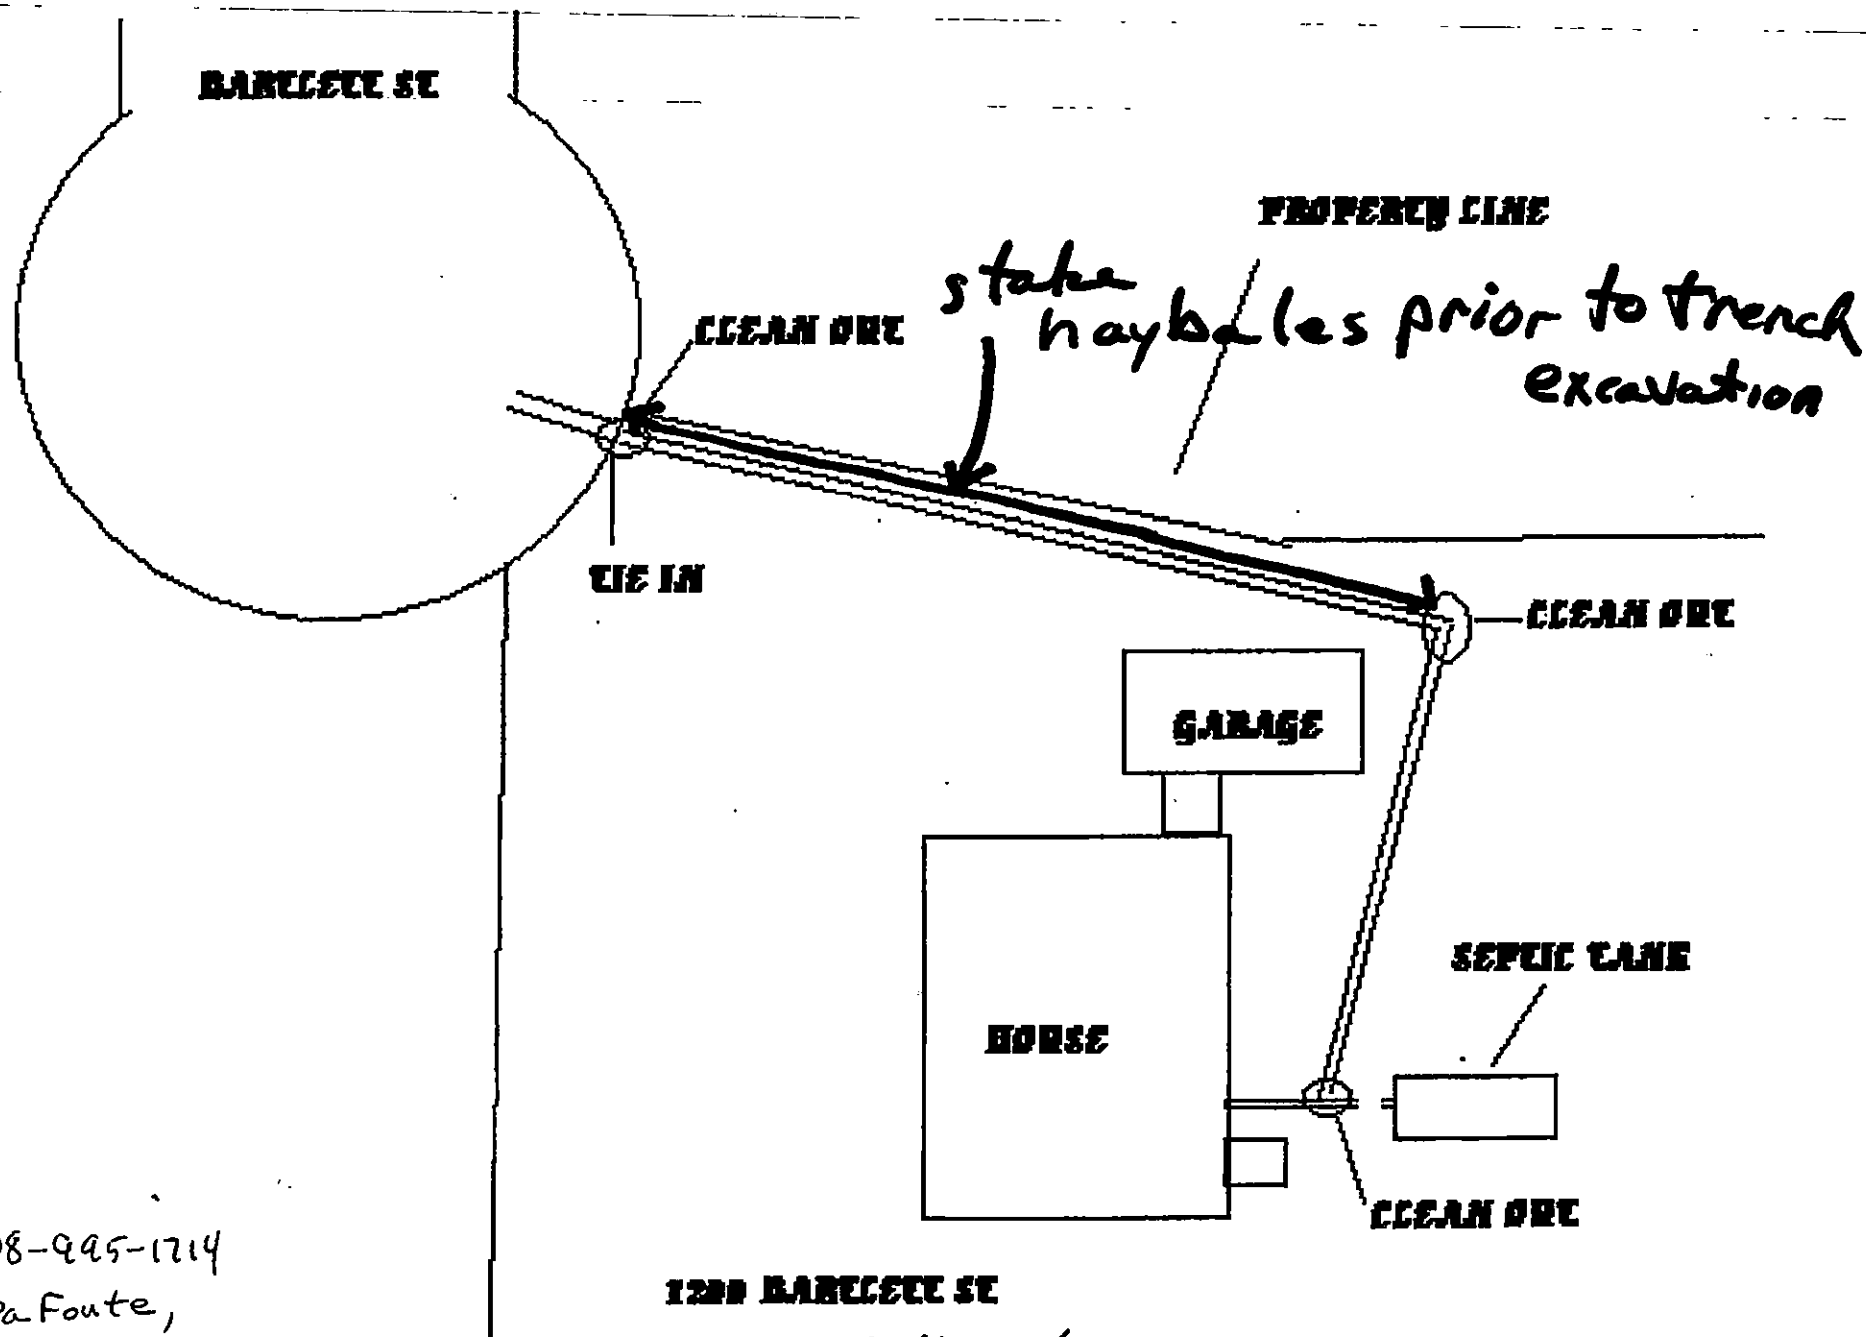 BARTLETT ST
PROPERTY LINE
stake
haybales prior to trench
excavation
CLEAN OUT
TIE IN
CLEAN OUT
GARAGE
SEPTIC TANK
HOUSE
CLEAN OUT
8-995-1714
BARTLETT ST